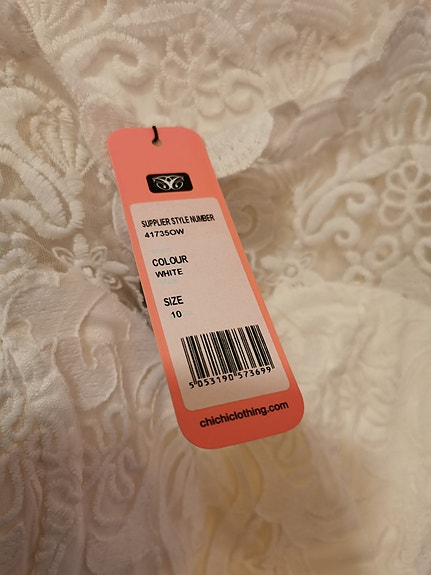 SUPPLIER STYLE NUMBER
41735OW
COLOUR
WHITE
SIZE
10
5 053190 573699
chichiclothing.com